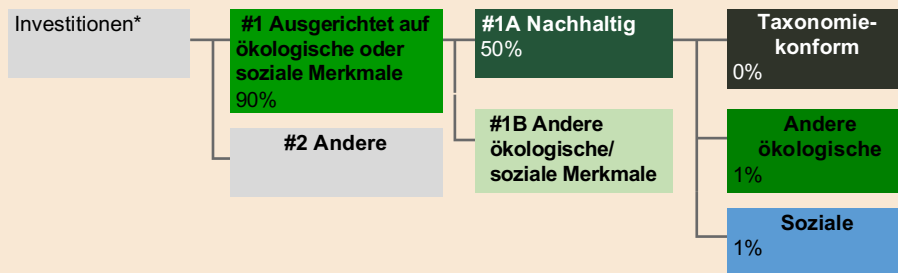 Investitionen*
#1 Ausgerichtet auf
ökologische oder
soziale Merkmale
90%
#2 Andere
#1A Nachhaltig
50%
#1B Andere
ökologische/
soziale Merkmale
Taxonomie-
konform
0%
Andere
ökologische
1%
Soziale
1%